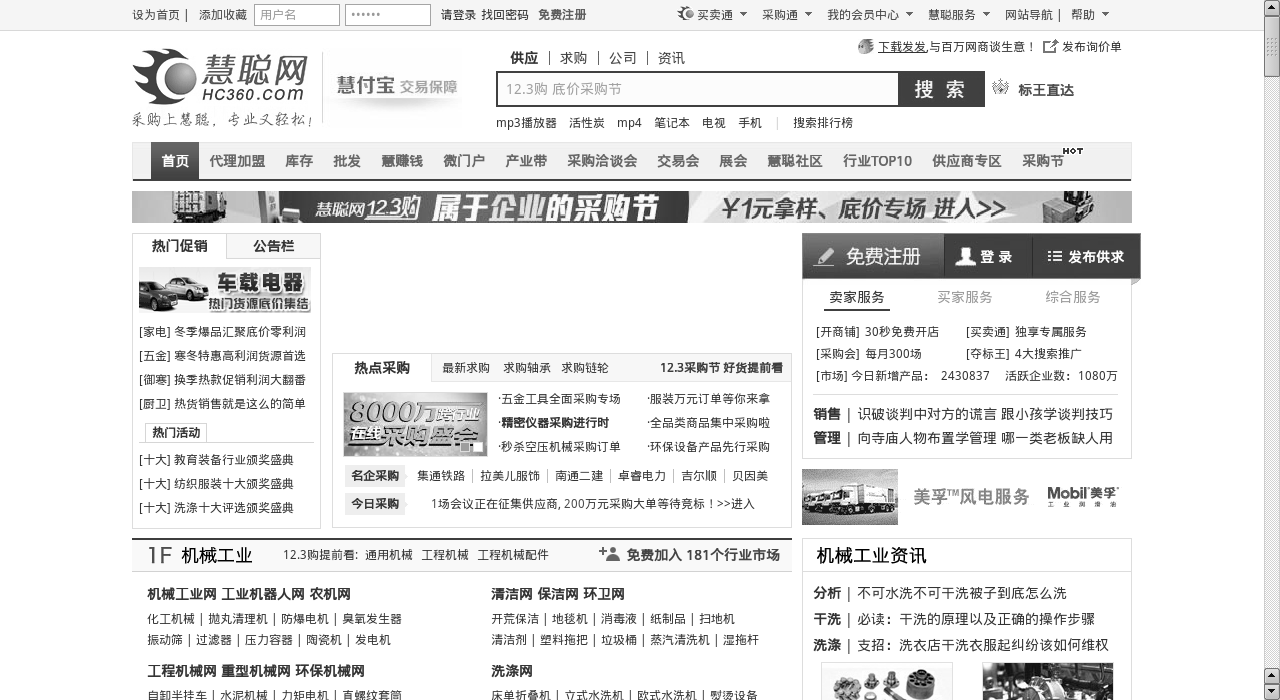 设为首页 | 添加收藏 用户名 •••••• 请登录 找回密码 免费注册 买卖通 采购通 我的会员中心 慧聪服务 网站导航 | 帮助
下载发发,与百万网商谈生意！ 发布询价单
慧聪网
HC360.com
采购上慧聪，专业又轻松!
慧付宝 交易保障
供应 | 求购 | 公司 | 资讯
12.3购 底价采购节 搜 索 标王直达
mp3播放器 活性炭 mp4 笔记本 电视 手机 | 搜索排行榜
首页 代理加盟 库存 批发 慧赚钱 微门户 产业带 采购洽谈会 交易会 展会 慧聪社区 行业TOP10 供应商专区 采购节 HOT
慧聪网12.3购 属于企业的采购节 ¥1元拿样、底价专场 进入>>
热门促销 公告栏
车载电器
热门货源底价集结
[家电] 冬季爆品汇聚底价零利润
[五金] 寒冬特惠高利润货源首选
[御寒] 换季热款促销利润大翻番
[厨卫] 热货销售就是这么的简单
热门活动
[十大] 教育装备行业颁奖盛典
[十大] 纺织服装十大颁奖盛典
[十大] 洗涤十大评选颁奖盛典
热点采购 最新求购 求购轴承 求购链轮 12.3采购节 好货提前看
8000万跨行业
在线采购盛会
·五金工具全面采购专场 ·服装万元订单等你来拿
·精密仪器采购进行时 ·全品类商品集中采购啦
·秒杀空压机械采购订单 ·环保设备产品先行采购
名企采购 集通铁路 | 拉美儿服饰 | 南通二建 | 卓睿电力 | 吉尔顺 | 贝因美
今日采购 1场会议正在征集供应商, 200万元采购大单等待竞标！>>进入
免费注册 登 录 发布供求
卖家服务 买家服务 综合服务
[开商铺] 30秒免费开店 [买卖通] 独享专属服务
[采购会] 每月300场 [夺标王] 4大搜索推广
[市场] 今日新增产品： 2430837 活跃企业数：1080万
销售 | 识破谈判中对方的谎言 跟小孩学谈判技巧
管理 | 向寺庙人物布置学管理 哪一类老板缺人用
美孚™风电服务 Mobil 美孚™
工业润滑油
1F 机械工业 12.3购提前看: 通用机械 工程机械 工程机械配件 免费加入 181个行业市场
机械工业网 工业机器人网 农机网
化工机械 | 抛丸清理机 | 防爆电机 | 臭氧发生器
振动筛 | 过滤器 | 压力容器 | 陶瓷机 | 发电机
工程机械网 重型机械网 环保机械网
自卸半挂车 | 水泥机械 | 力矩电机 | 直螺纹套筒
清洁网 保洁网 环卫网
开荒保洁 | 地毯机 | 消毒液 | 纸制品 | 扫地机
清洁剂 | 塑料拖把 | 垃圾桶 | 蒸汽清洗机 | 湿拖杆
洗涤网
床单折叠机 | 立式水洗机 | 欧式水洗机 | 熨烫设备
机械工业资讯
分析 | 不可水洗不可干洗被子到底怎么洗
干洗 | 必读：干洗的原理以及正确的操作步骤
洗涤 | 支招：洗衣店干洗衣服起纠纷该如何维权